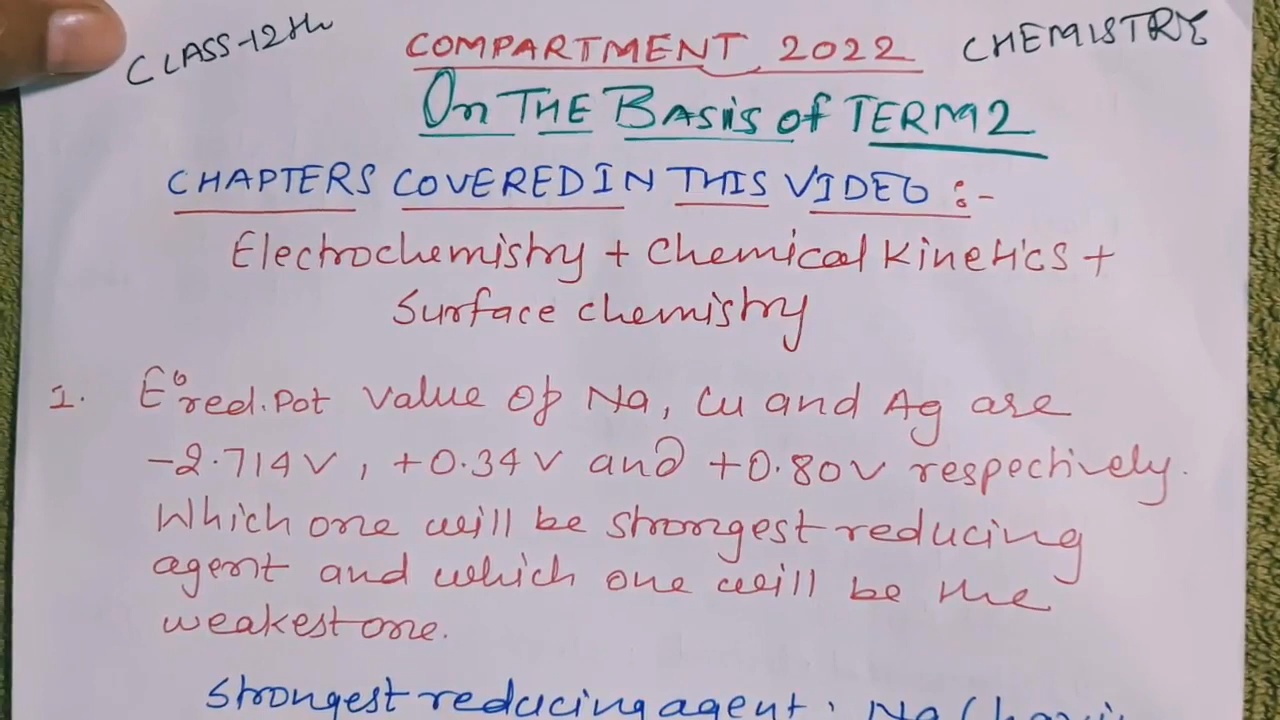 CLASS-12th
COMPARTMENT 2022
CHEMISTRY
On THE BASiis of TERM2
CHAPTERS COVERED IN THIS VIDEO :-
Electrochemistry + Chemical Kinetics +
Surface chemistry
1. E°red.Pot value of Na, Cu and Ag are
-2.714V, +0.34V and +0.80V respectively.
Which one will be strongest reducing
agent and which one will be the
weakest one.
Strongest reducing agent : Na (havi